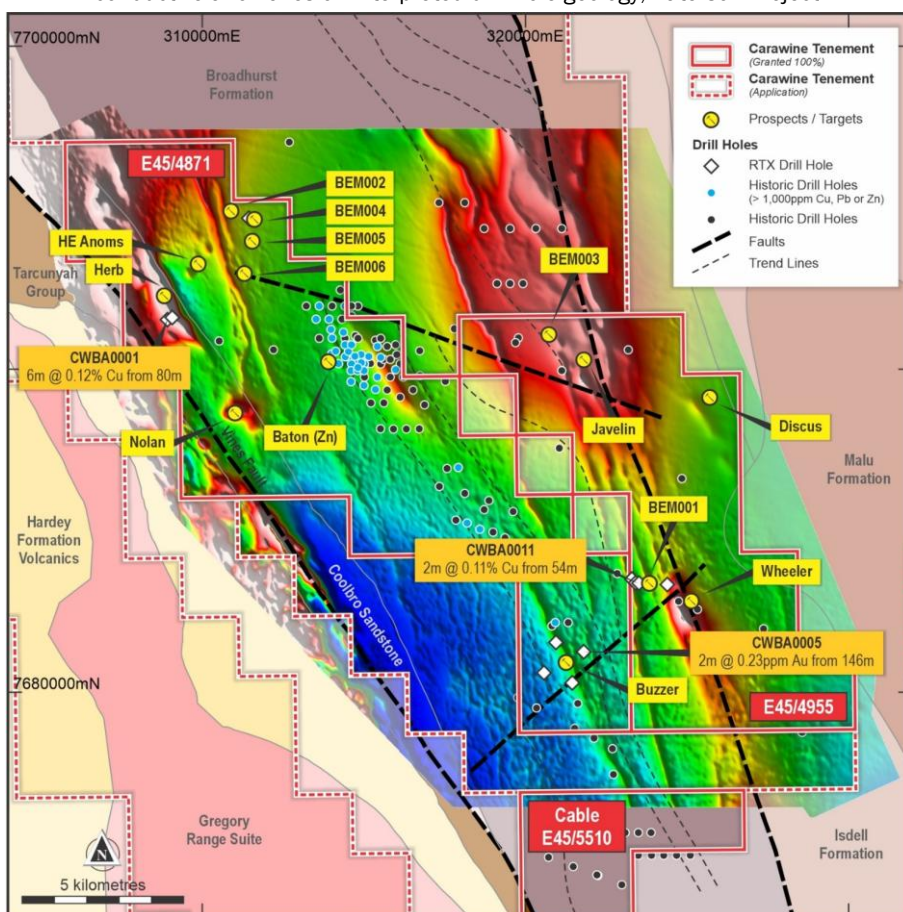 7700000mN
310000mE
320000mE
Broadhurst
Formation
Carawine Tenement
(Granted 100%)
Carawine Tenement
(Application)
Prospects / Targets
Drill Holes
RTX Drill Hole
Historic Drill Holes
(> 1,000ppm Cu, Pb or Zn)
Historic Drill Holes
Faults
Trend Lines
E45/4871
BEM002
BEM004
BEM005
BEM006
HE Anoms
Herb
Tarcunyah
Group
BEM003
CWBA0001
6m @ 0.12% Cu from 80m
Nolan
Baton (Zn)
Javelin
Discus
Vines Fault
Malu
Formation
Hardey
Formation
Volcanics
BEM001
CWBA0011
2m @ 0.11% Cu from 54m
Wheeler
Coolbro Sandstone
CWBA0005
2m @ 0.23ppm Au from 146m
Buzzer
7680000mN
E45/4955
Cable
E45/5510
Gregory
Range Suite
Isdell
Formation
N
5 kilometres